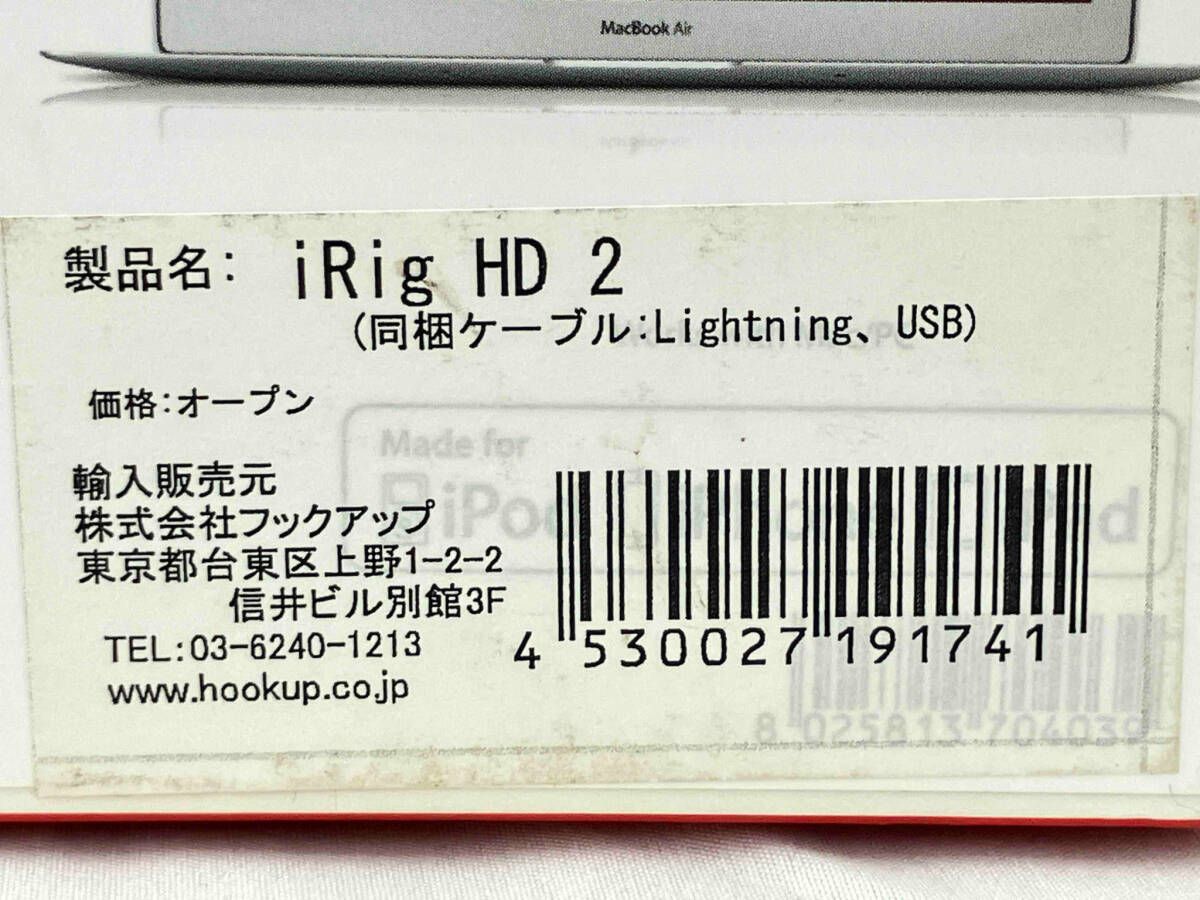 MacBook Air
製品名: iRig HD 2
(同梱ケーブル:Lightning、USB)
価格:オープン
Made for
iPod iPhone iPad
輸入販売元
株式会社フックアップ
東京都台東区上野1-2-2
信井ビル別館3F
TEL:03-6240-1213
www.hookup.co.jp
4 530027 191741
8 025813 704039